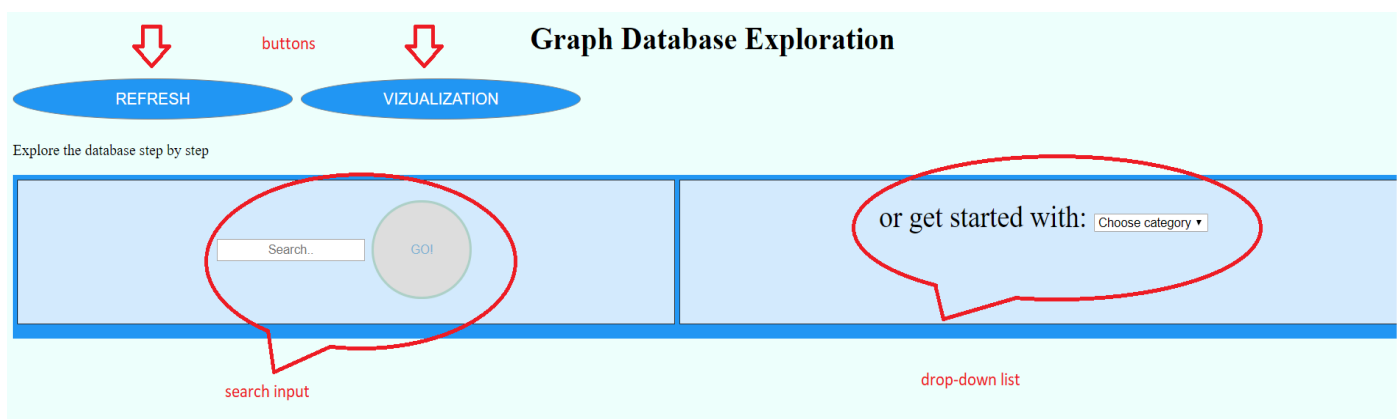 buttons
Graph Database Exploration
REFRESH
VIZUALIZATION
Explore the database step by step
Search..
GO!
or get started with:
Choose category
search input
drop-down list